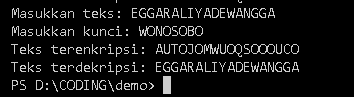 Masukkan teks: EGGARALIYADEWANGGA
Masukkan kunci: WONOSOBO
Teks terenkripsi: AUTOJOMWUOQSOOOUCO
Teks terdekripsi: EGGARALIYADEWANGGA
PS D:\CODING\demo>